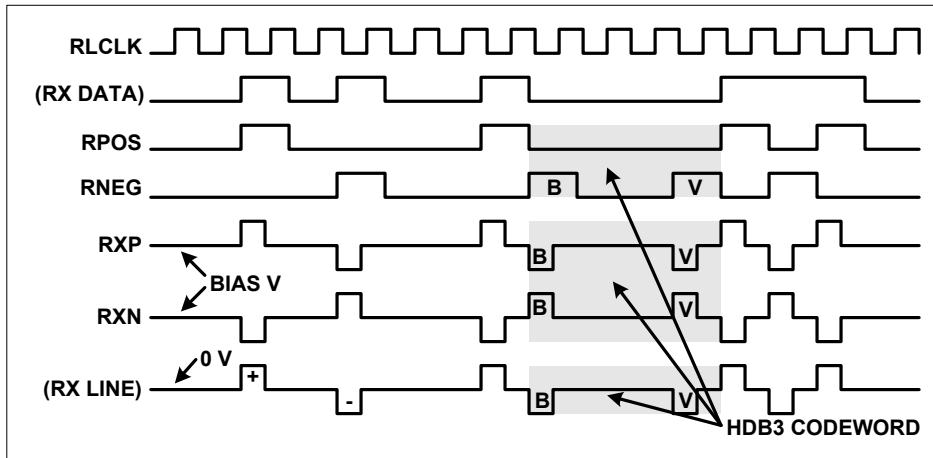 RLCLK
(RX DATA)
RPOS
RNEG
B V
RXP
B V
BIAS V
RXN
B V
0 V
(RX LINE)
+
-
B V
HDB3 CODEWORD